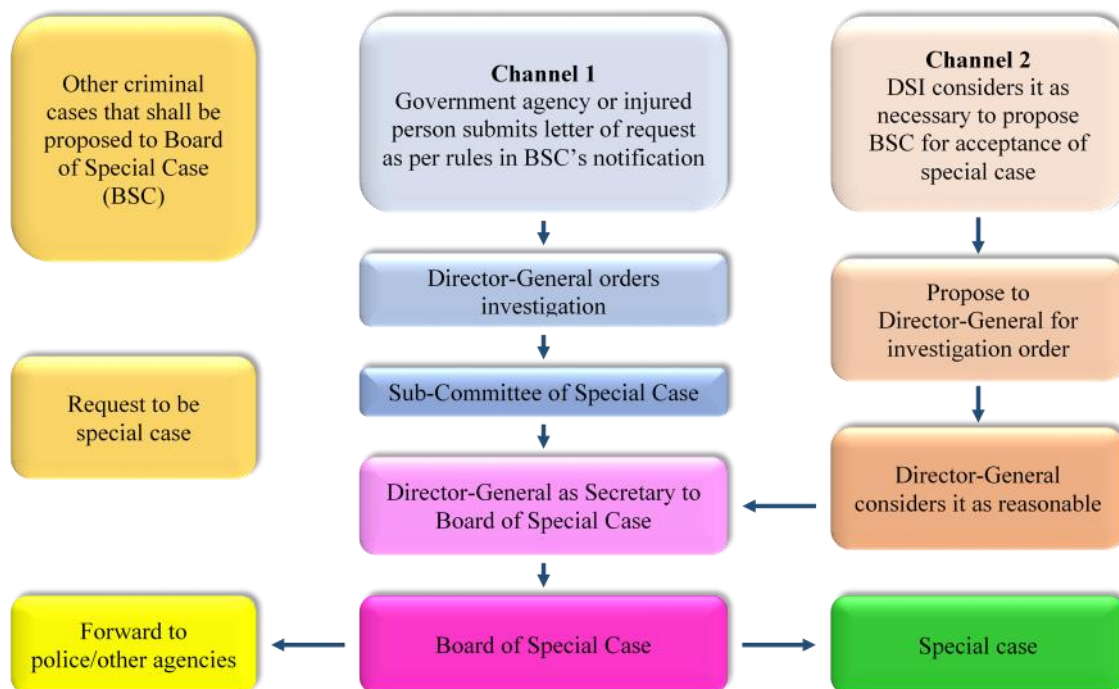 Other criminal
cases that shall be
proposed to Board
of Special Case
(BSC)
Channel 1
Government agency or injured
person submits letter of request
as per rules in BSC’s notification
Channel 2
DSI considers it as
necessary to propose
BSC for acceptance of
special case
Director-General orders
investigation
Propose to
Director-General for
investigation order
Request to be
special case
Sub-Committee of Special Case
Director-General as Secretary to
Board of Special Case
Director-General
considers it as reasonable
Forward to
police/other agencies
Board of Special Case
Special case